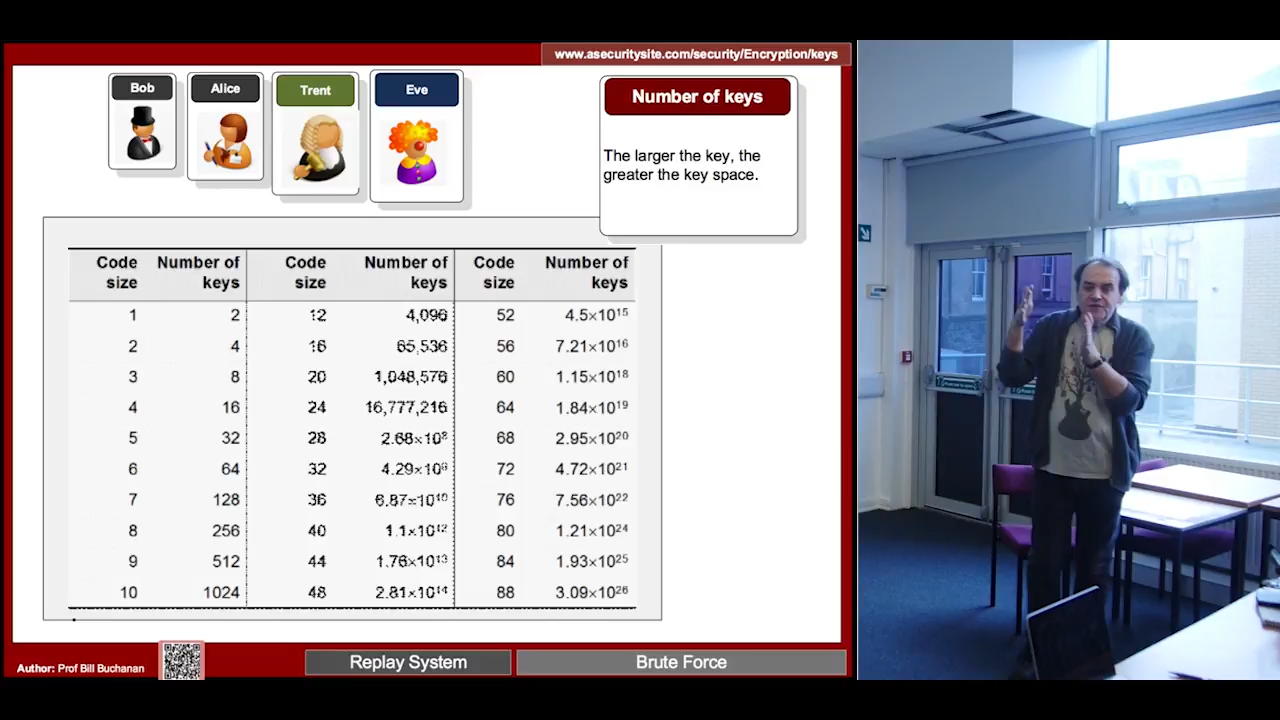 www.asecuritysite.com/security/Encryption/keys
Bob
Alice
Trent
Eve
Number of keys
The larger the key, the
greater the key space.
Code size Number of keys Code size Number of keys Code size Number of keys
1 2 12 4,096 52 4.5×10¹⁵
2 4 16 65,536 56 7.21×10¹⁶
3 8 20 1,048,576 60 1.15×10¹⁸
4 16 24 16,777,216 64 1.84×10¹⁹
5 32 28 2.68×10⁸ 68 2.95×10²⁰
6 64 32 4.29×10⁹ 72 4.72×10²¹
7 128 36 6.87×10¹⁰ 76 7.56×10²²
8 256 40 1.1×10¹² 80 1.21×10²⁴
9 512 44 1.76×10¹³ 84 1.93×10²⁵
10 1024 48 2.81×10¹⁴ 88 3.09×10²⁶
Author: Prof Bill Buchanan
Replay System
Brute Force